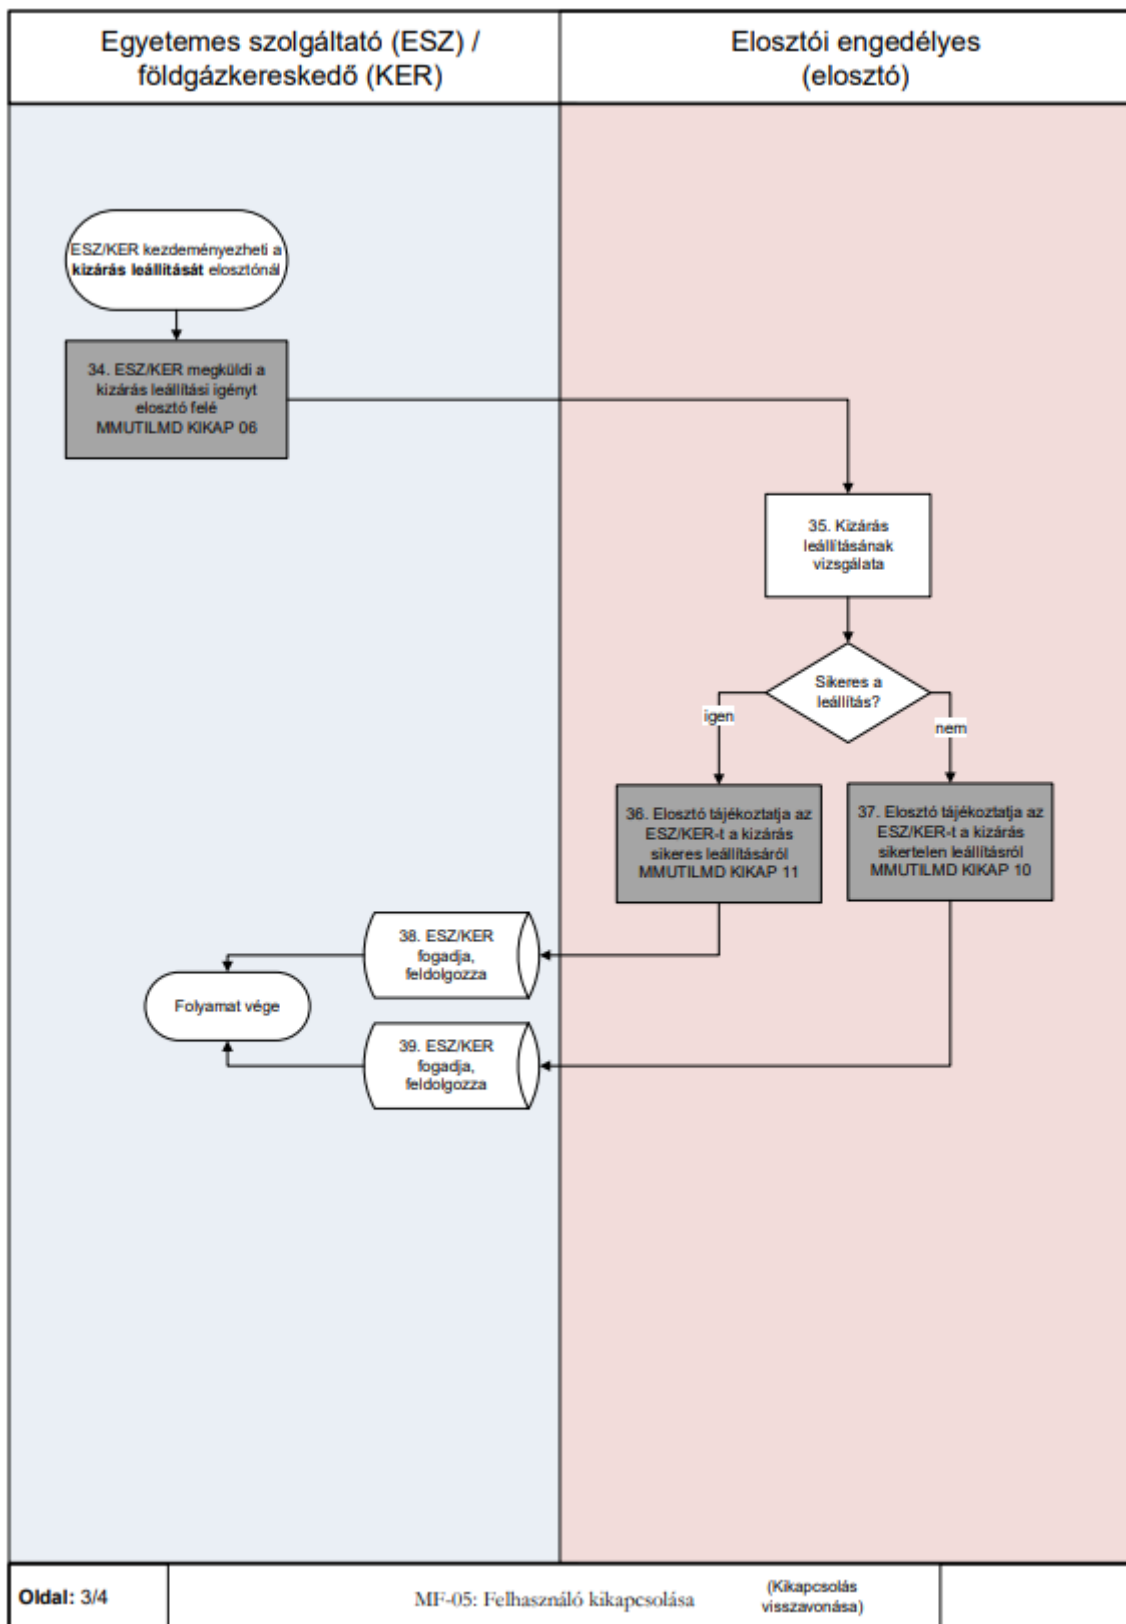 Egyetemes szolgáltató (ESZ) /
földgázkereskedő (KER)
Elosztói engedélyes
(elosztó)
ESZ/KER kezdeményezheti a
kizárás leállítását elosztónál
34. ESZ/KER megküldi a
kizárás leállítási igényt
elosztó felé
MMUTILMD KIKAP 06
35. Kizárás
leállításának
vizsgálata
Sikeres a
leállítás?
igen
nem
36. Elosztó tájékoztatja az
ESZ/KER-t a kizárás
sikeres leállításáról
MMUTILMD KIKAP 11
37. Elosztó tájékoztatja az
ESZ/KER-t a kizárás
sikertelen leállításról
MMUTILMD KIKAP 10
38. ESZ/KER
fogadja,
feldolgozza
Folyamat vége
39. ESZ/KER
fogadja,
feldolgozza
Oldal: 3/4
MF-05: Felhasználó kikapcsolása
(Kikapcsolás
visszavonása)